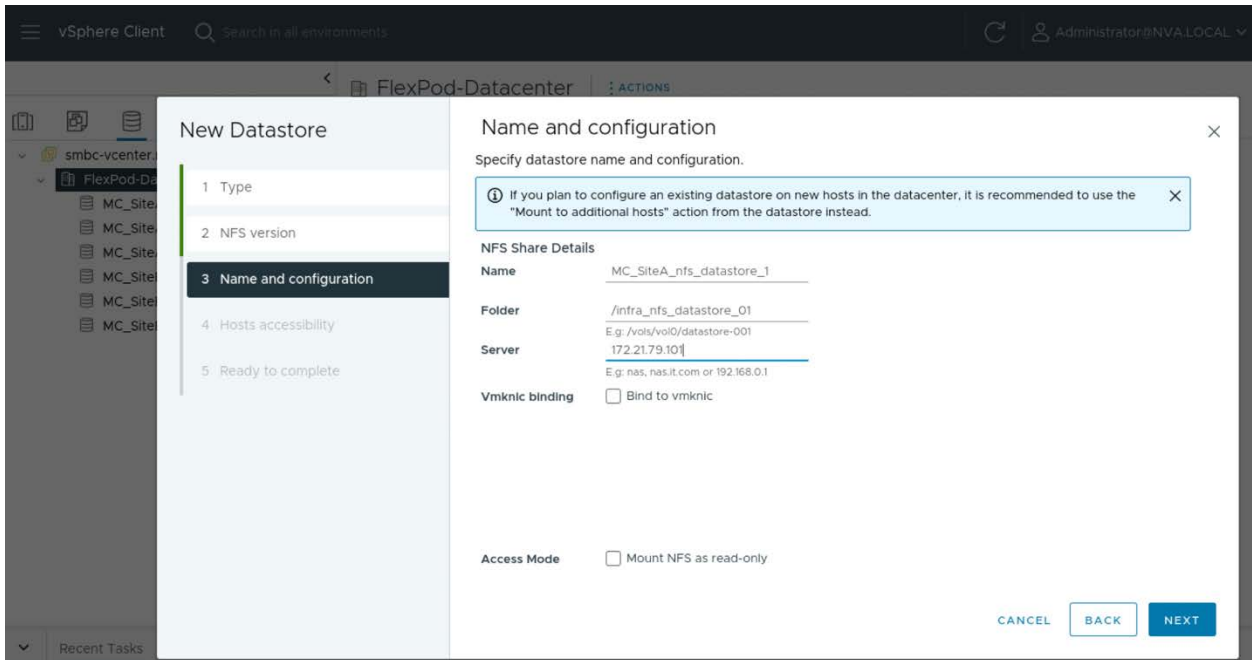 vSphere Client
Search in all environments
Administrator@NVA.LOCAL
FlexPod-Datacenter
ACTIONS
smbc-vcenter.
FlexPod-Da
MC_Site
MC_Site
MC_Site
MC_Site
MC_Site
MC_Site
New Datastore
1 Type
2 NFS version
3 Name and configuration
4 Hosts accessibility
5 Ready to complete
Name and configuration
Specify datastore name and configuration.
If you plan to configure an existing datastore on new hosts in the datacenter, it is recommended to use the
"Mount to additional hosts" action from the datastore instead.
NFS Share Details
Name MC_SiteA_nfs_datastore_1
Folder /infra_nfs_datastore_01
E.g: /vols/vol0/datastore-001
Server 172.21.79.101
E.g: nas, nas.it.com or 192.168.0.1
Vmknic binding Bind to vmknic
Access Mode Mount NFS as read-only
CANCEL BACK NEXT
Recent Tasks